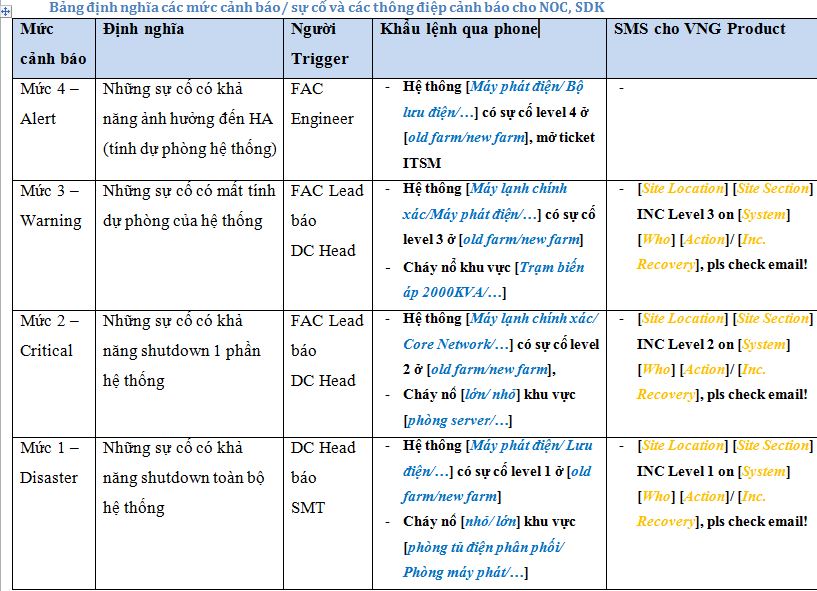 Bảng định nghĩa các mức cảnh báo/ sự cố và các thông điệp cảnh báo cho NOC, SDK
Mức
cảnh báo
Định nghĩa
Người
Trigger
Khẩu lệnh qua phone
SMS cho VNG Product
Mức 4 –
Alert
Những sự cố có khả
năng ảnh hưởng đến HA
(tính dự phòng hệ thống)
FAC
Engineer
- Hệ thống [Máy phát điện/ Bộ
lưu điện/…] có sự cố level 4 ở
[old farm/new farm], mở ticket
ITSM
-
Mức 3 –
Warning
Những sự cố có mất tính
dự phòng của hệ thống
FAC Lead
báo
DC Head
- Hệ thống [Máy lạnh chính
xác/Máy phát điện/…] có sự cố
level 3 ở [old farm/new farm]
- Cháy nổ khu vực [Trạm biến
áp 2000KVA/…]
- [Site Location] [Site Section]
INC Level 3 on [System]
[Who] [Action]/ [Inc.
Recovery], pls check email!
Mức 2 –
Critical
Những sự cố có khả
năng shutdown 1 phần
hệ thống
FAC Lead
báo
DC Head
- Hệ thống [Máy lạnh chính xác/
Core Network/…] có sự cố level
2 ở [old farm/new farm],
- Cháy nổ [lớn/ nhỏ] khu vực
[phòng server/…]
- [Site Location] [Site Section]
INC Level 2 on [System]
[Who] [Action]/ [Inc.
Recovery], pls check email!
Mức 1 –
Disaster
Những sự cố có khả
năng shutdown toàn bộ
hệ thống
DC Head
báo
SMT
- Hệ thống [Máy phát điện/ Lưu
điện/…] có sự cố level 1 ở [old
farm/new farm]
- Cháy nổ [nhỏ/ lớn] khu vực
[phòng tủ điện phân phối/
Phòng máy phát/…]
- [Site Location] [Site Section]
INC Level 1 on [System]
[Who] [Action]/ [Inc.
Recovery], pls check email!